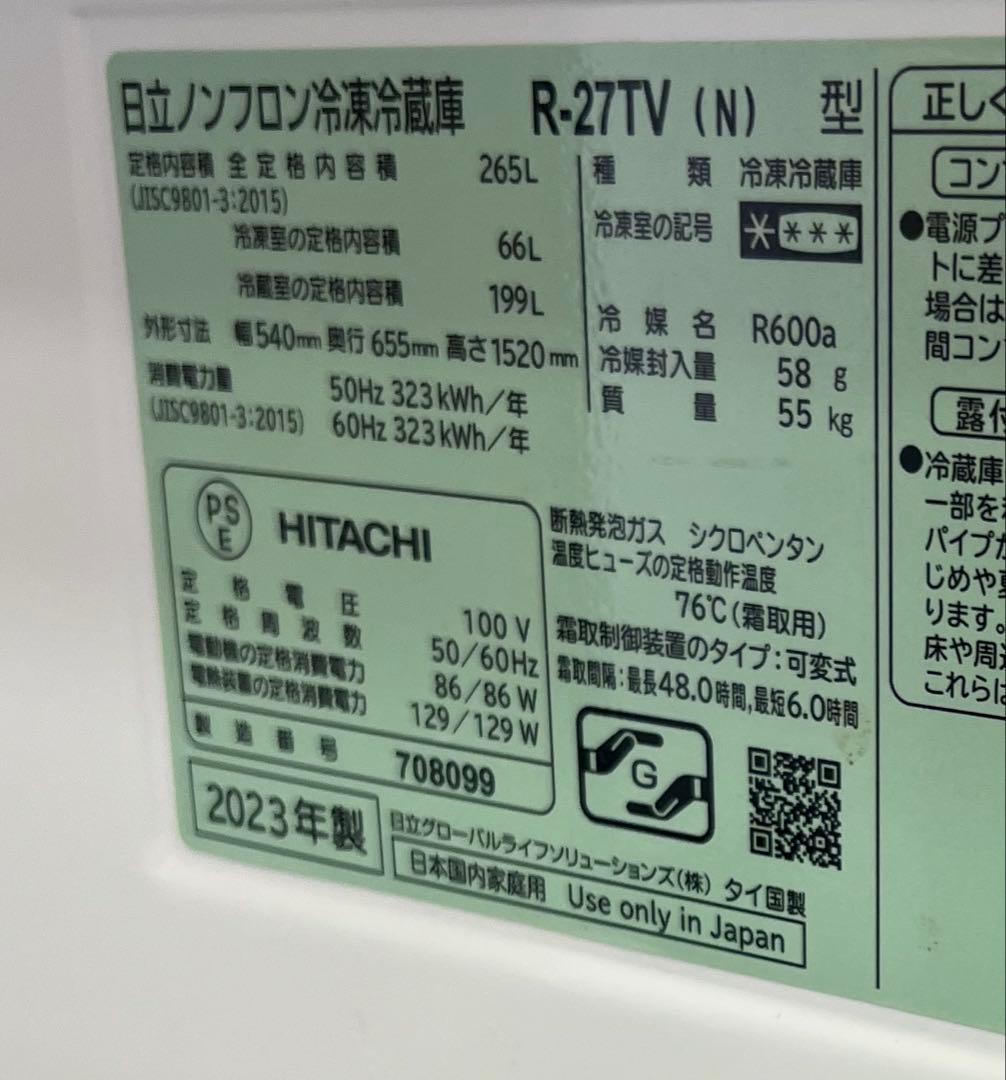 日立ノンフロン冷凍冷蔵庫 R-27TV (N) 型
定格内容積 全定格内容積 265L
(JISC9801-3:2015)
冷凍室の定格内容積 66L
冷蔵室の定格内容積 199L
外形寸法 幅540mm 奥行655mm 高さ1520mm
消費電力量 50Hz 323kWh/年
(JISC9801-3:2015) 60Hz 323kWh/年
種類 冷凍冷蔵庫
冷凍室の記号 ＊＊＊＊
冷媒名 R600a
冷媒封入量 58 g
質量 55 kg
PSE HITACHI
定格電圧 100 V
定格周波数 50/60Hz
電動機の定格消費電力 86/86 W
電熱装置の定格消費電力 129/129 W
製造番号 708099
断熱発泡ガス シクロペンタン
温度ヒューズの定格動作温度
76℃(霜取用)
霜取制御装置のタイプ:可変式
霜取間隔:最長48.0時間,最短6.0時間
G
2023年製
日立グローバルライフソリューションズ(株) タイ国製
日本国内家庭用 Use only in Japan
正しく
コン
●電源プ
トに差
場合は
間コン
露付
●冷蔵庫
一部を
パイプか
じめや
ります。
床や周
これらは